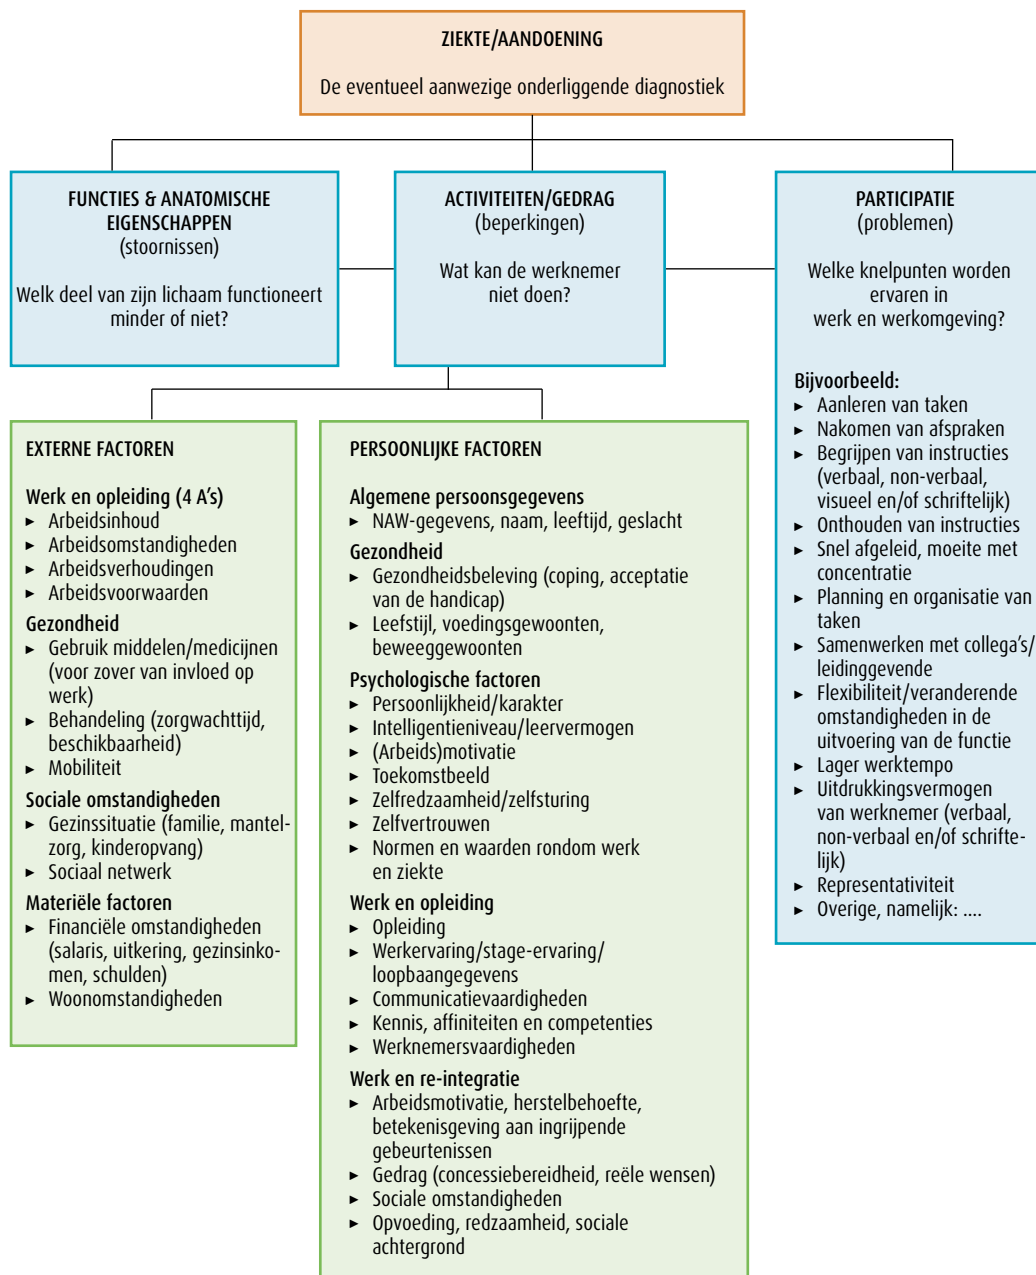 ZIEKTE/AANDOENING
De eventueel aanwezige onderliggende diagnostiek
FUNCTIES & ANATOMISCHE
EIGENSCHAPPEN
(stoornissen)
Welk deel van zijn lichaam functioneert
minder of niet?
ACTIVITEITEN/GEDRAG
(beperkingen)
Wat kan de werknemer
niet doen?
PARTICIPATIE
(problemen)
Welke knelpunten worden
ervaren in
werk en werkomgeving?
Bijvoorbeeld:
► Aanleren van taken
► Nakomen van afspraken
► Begrijpen van instructies
(verbaal, non-verbaal,
visueel en/of schriftelijk)
► Onthouden van instructies
► Snel afgeleid, moeite met
concentratie
► Planning en organisatie van
taken
► Samenwerken met collega's/
leidinggevende
► Flexibiliteit/veranderende
omstandigheden in de
uitvoering van de functie
► Lager werktempo
► Uitdrukkingsvermogen
van werknemer (verbaal,
non-verbaal en/of schrifte-
lijk)
► Representativiteit
► Overige, namelijk: ....
EXTERNE FACTOREN
Werk en opleiding (4 A's)
► Arbeidsinhoud
► Arbeidsomstandigheden
► Arbeidsverhoudingen
► Arbeidsvoorwaarden
Gezondheid
► Gebruik middelen/medicijnen
(voor zover van invloed op
werk)
► Behandeling (zorgwachttijd,
beschikbaarheid)
► Mobiliteit
Sociale omstandigheden
► Gezinssituatie (familie, mantel-
zorg, kinderopvang)
► Sociaal netwerk
Materiële factoren
► Financiële omstandigheden
(salaris, uitkering, gezinsinko-
men, schulden)
► Woonomstandigheden
PERSOONLIJKE FACTOREN
Algemene persoonsgegevens
► NAW-gegevens, naam, leeftijd, geslacht
Gezondheid
► Gezondheidsbeleving (coping, acceptatie
van de handicap)
► Leefstijl, voedingsgewoonten,
beweeggewoonten
Psychologische factoren
► Persoonlijkheid/karakter
► Intelligentieniveau/leervermogen
► (Arbeids)motivatie
► Toekomstbeeld
► Zelfredzaamheid/zelfsturing
► Zelfvertrouwen
► Normen en waarden rondom werk
en ziekte
Werk en opleiding
► Opleiding
► Werkervaring/stage-ervaring/
loopbaangegevens
► Communicatievaardigheden
► Kennis, affiniteiten en competenties
► Werknemersvaardigheden
Werk en re-integratie
► Arbeidsmotivatie, herstelbehoefte,
betekenisgeving aan ingrijpende
gebeurtenissen
► Gedrag (concessiebereidheid, reële wensen)
► Sociale omstandigheden
► Opvoeding, redzaamheid, sociale
achtergrond